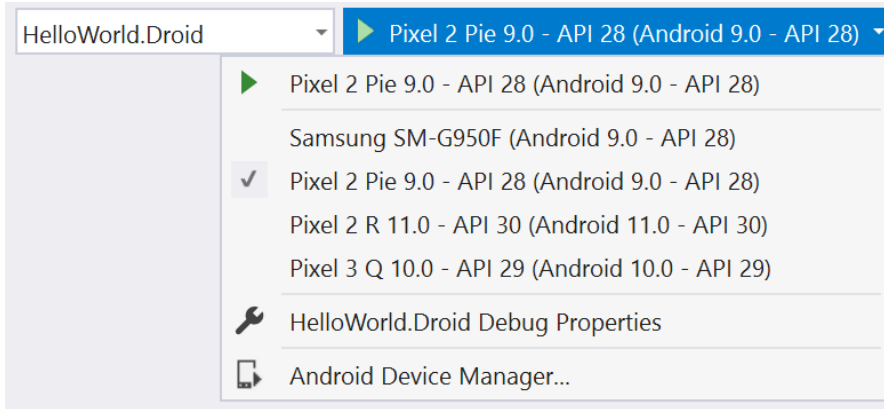 HelloWorld.Droid
Pixel 2 Pie 9.0 - API 28 (Android 9.0 - API 28)
Pixel 2 Pie 9.0 - API 28 (Android 9.0 - API 28)
Samsung SM-G950F (Android 9.0 - API 28)
Pixel 2 Pie 9.0 - API 28 (Android 9.0 - API 28)
Pixel 2 R 11.0 - API 30 (Android 11.0 - API 30)
Pixel 3 Q 10.0 - API 29 (Android 10.0 - API 29)
HelloWorld.Droid Debug Properties
Android Device Manager...